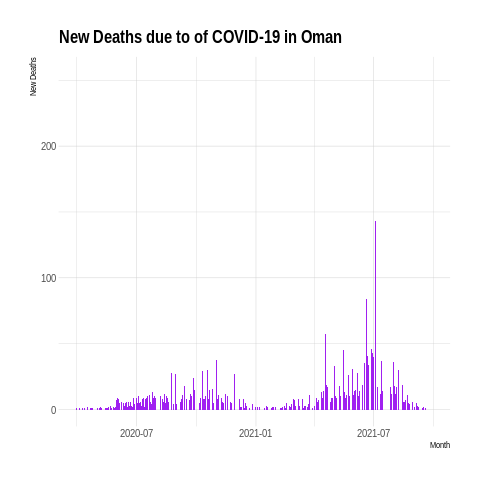 New Deaths due to of COVID-19 in Oman
New Deaths
200
100
0
2020-07
2021-01
2021-07
Month